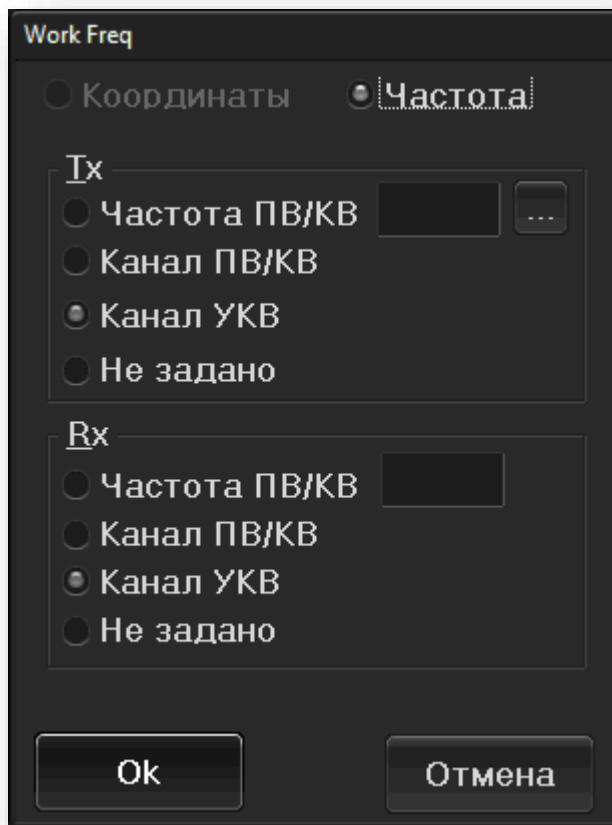 Work Freq
Координаты Частота
Tx
Частота ПВ/КВ ...
Канал ПВ/КВ
Канал УКВ
Не задано
Rx
Частота ПВ/КВ
Канал ПВ/КВ
Канал УКВ
Не задано
Ok Отмена